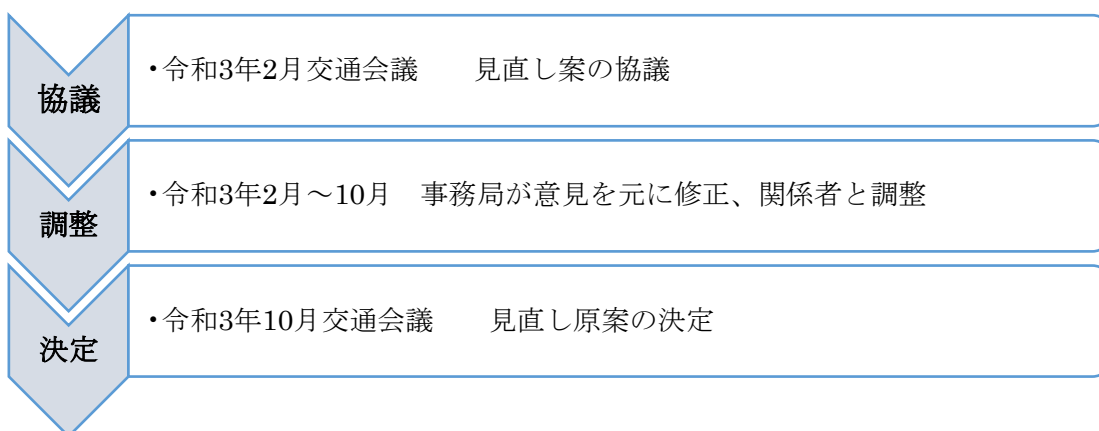 協議
・令和3年2月交通会議　　見直し案の協議
調整
・令和3年2月～10月　事務局が意見を元に修正、関係者と調整
決定
・令和3年10月交通会議　　見直し原案の決定